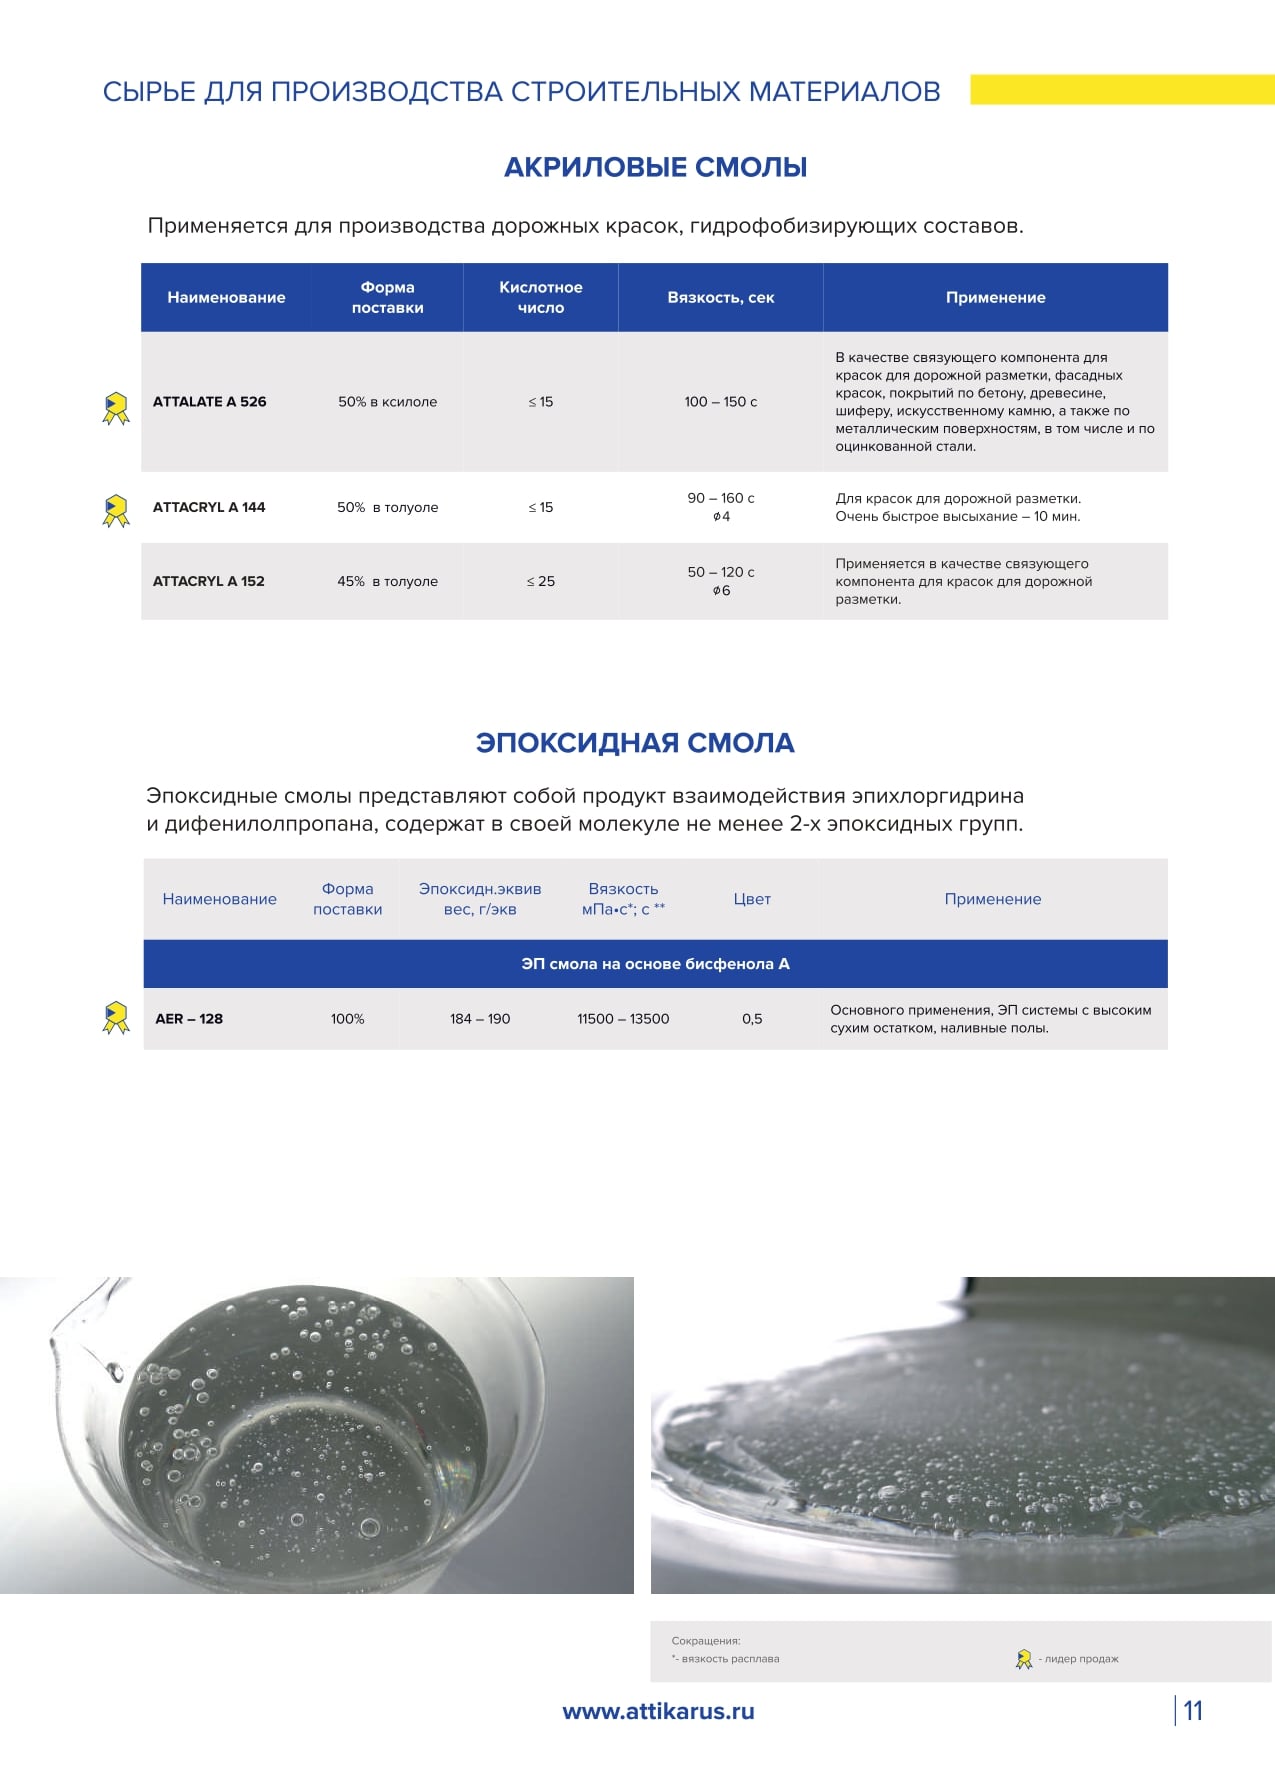 СЫРЬЕ ДЛЯ ПРОИЗВОДСТВА СТРОИТЕЛЬНЫХ МАТЕРИАЛОВ
АКРИЛОВЫЕ СМОЛЫ
Применяется для производства дорожных красок, гидрофобизирующих составов.
Наименование
Форма
поставки
Кислотное
число
Вязкость, сек
Применение
ATTALATE A 526
50% в ксилоле
≤ 15
100 – 150 с
В качестве связующего компонента для
красок для дорожной разметки, фасадных
красок, покрытий по бетону, древесине,
шиферу, искусственному камню, а также по
металлическим поверхностям, в том числе и по
оцинкованной стали.
ATTACRYL A 144
50%  в толуоле
≤ 15
90 – 160 с
∅4
Для красок для дорожной разметки.
Очень быстрое высыхание – 10 мин.
ATTACRYL A 152
45%  в толуоле
≤ 25
50 – 120 с
∅6
Применяется в качестве связующего
компонента для красок для дорожной
разметки.
ЭПОКСИДНАЯ СМОЛА
Эпоксидные смолы представляют собой продукт взаимодействия эпихлоргидрина
и дифенилолпропана, содержат в своей молекуле не менее 2-х эпоксидных групп.
Наименование
Форма
поставки
Эпоксидн.эквив
вес, г/экв
Вязкость
мПа•с*; с **
Цвет
Применение
ЭП смола на основе бисфенола А
AER – 128
100%
184 – 190
11500 – 13500
0,5
Основного применения, ЭП системы с высоким
сухим остатком, наливные полы.
Сокращения:
*- вязкость расплава
- лидер продаж
www.attikarus.ru
11